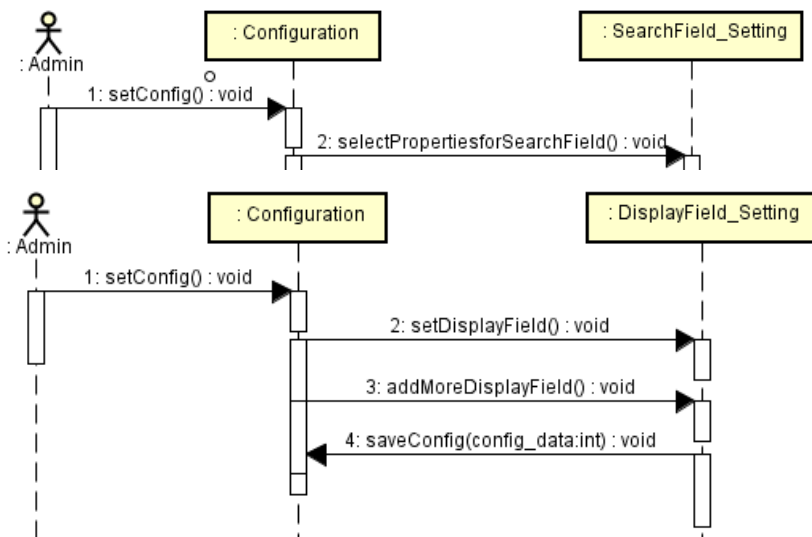 : Configuration
: SearchField_Setting
: Admin
1: setConfig() : void
2: selectPropertiesforSearchField() : void
: Configuration
: DisplayField_Setting
: Admin
1: setConfig() : void
2: setDisplayField() : void
3: addMoreDisplayField() : void
4: saveConfig(config_data:int) : void